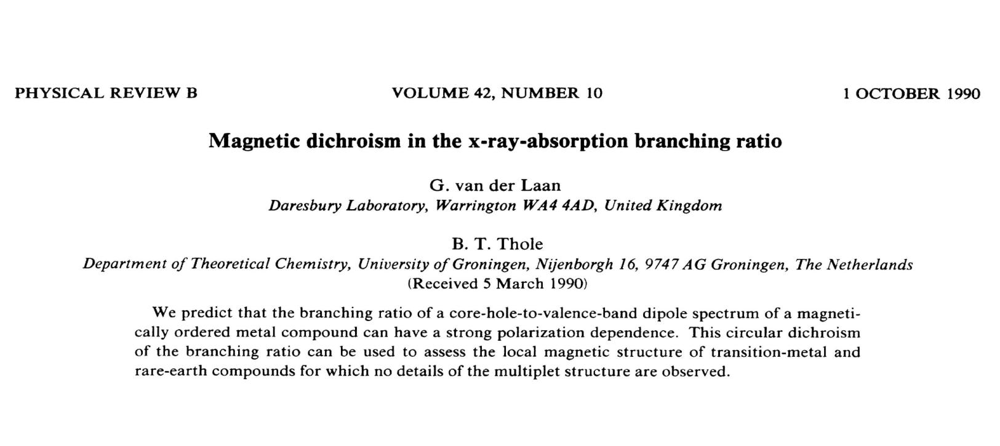 PHYSICAL REVIEW B VOLUME 42, NUMBER 10 1 OCTOBER 1990
Magnetic dichroism in the x-ray-absorption branching ratio
G. van der Laan
Daresbury Laboratory, Warrington WA4 4AD, United Kingdom
B. T. Thole
Department of Theoretical Chemistry, University of Groningen, Nijenborgh 16, 9747 AG Groningen, The Netherlands
(Received 5 March 1990)
We predict that the branching ratio of a core-hole-to-valence-band dipole spectrum of a magneti-
cally ordered metal compound can have a strong polarization dependence. This circular dichroism
of the branching ratio can be used to assess the local magnetic structure of transition-metal and
rare-earth compounds for which no details of the multiplet structure are observed.